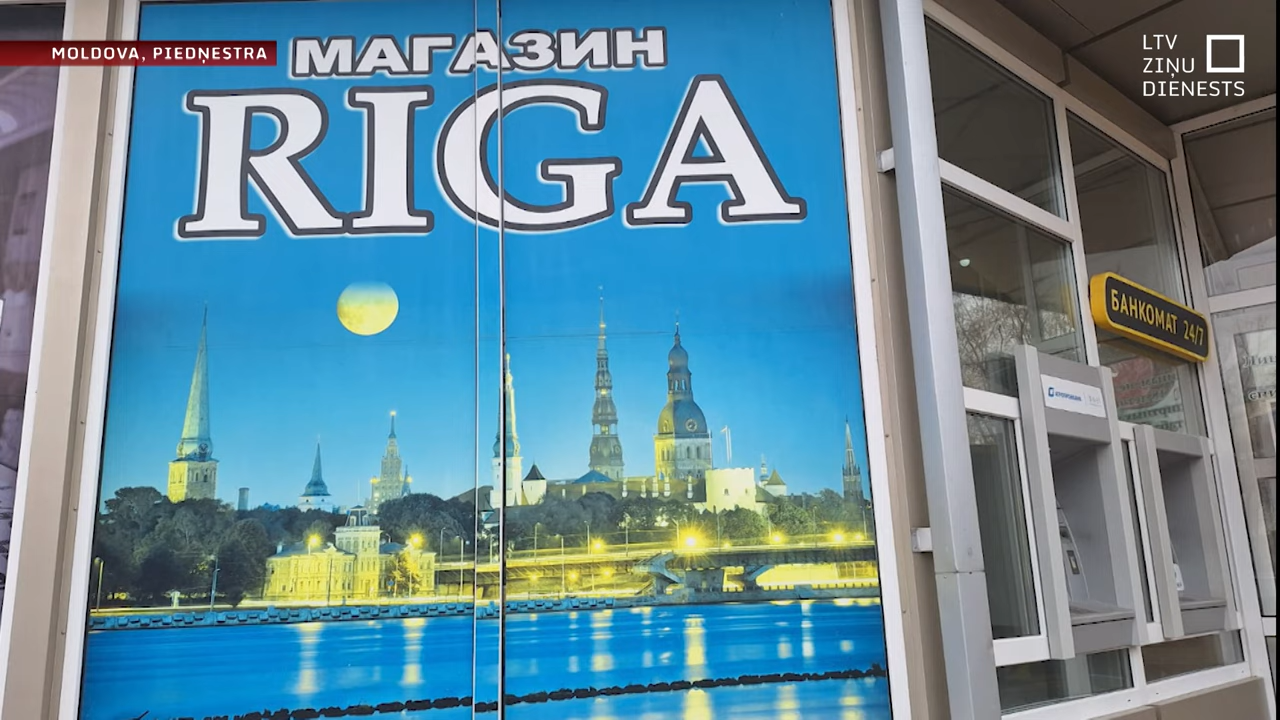 MOLDOVA, PIEDŅESTRA
LTV
ZIŅU
DIENESTS
МАГАЗИН
RIGA
БАНКОМАТ 24/7